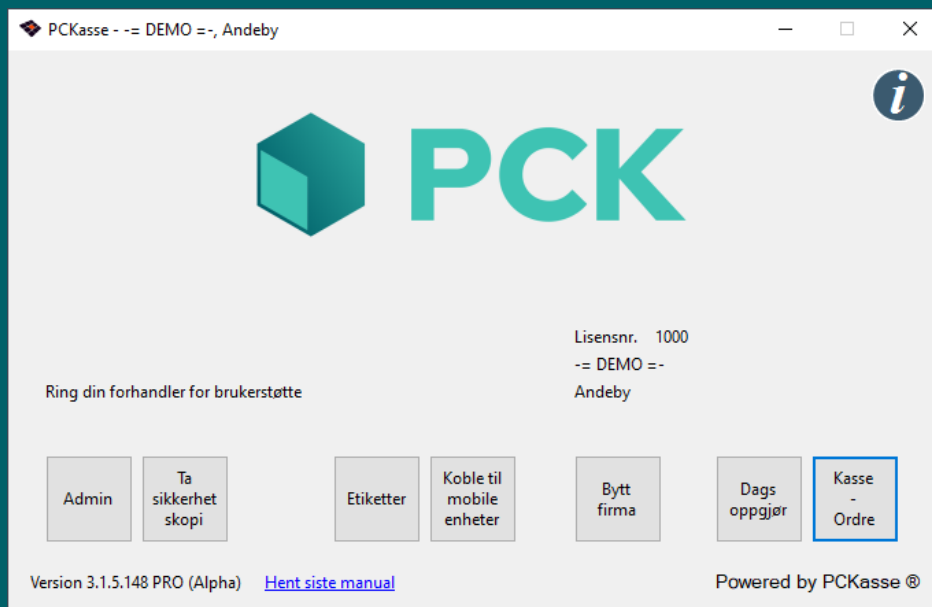 PCKasse - -= DEMO =-, Andeby
i
PCK
Lisensnr. 1000
-= DEMO =-
Ring din forhandler for brukerstøtte
Andeby
Admin
Ta
sikkerhet
skopi
Etiketter
Koble til
mobile
enheter
Bytt
firma
Dags
oppgjør
Kasse
-
Ordre
Version 3.1.5.148 PRO (Alpha)
Hent siste manual
Powered by PCKasse ®